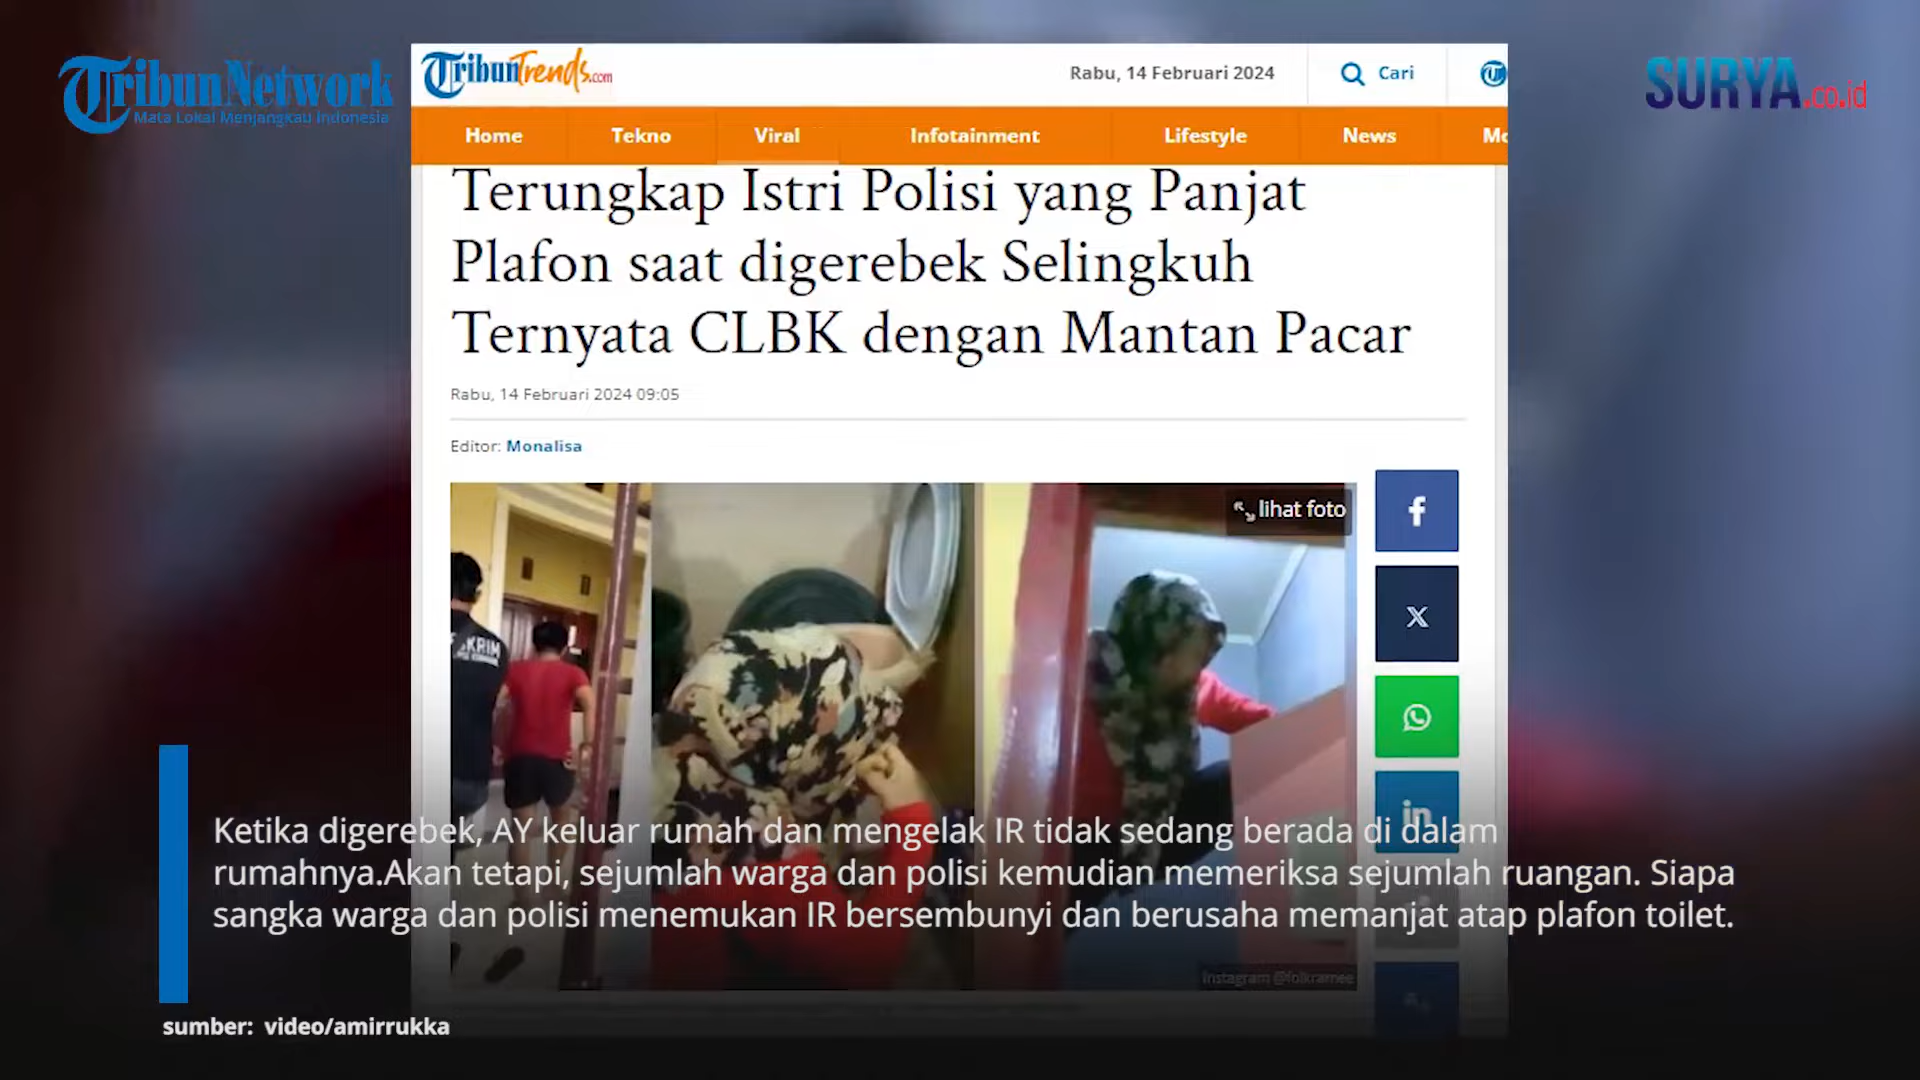 TribunNetwork
Mata Lokal Menjangkau Indonesia
TribunTrends.com
Rabu, 14 Februari 2024
Cari
SURYA.co.id
Home
Tekno
Viral
Infotainment
Lifestyle
News
Mo
Terungkap Istri Polisi yang Panjat
Plafon saat digerebek Selingkuh
Ternyata CLBK dengan Mantan Pacar
Rabu, 14 Februari 2024 09:05
Editor: Monalisa
lihat foto
KRIM
Ketika digerebek, AY keluar rumah dan mengelak IR tidak sedang berada di dalam
rumahnya.Akan tetapi, sejumlah warga dan polisi kemudian memeriksa sejumlah ruangan. Siapa
sangka warga dan polisi menemukan IR bersembunyi dan berusaha memanjat atap plafon toilet.
Instagram @folkramee
sumber: video/amirrukka